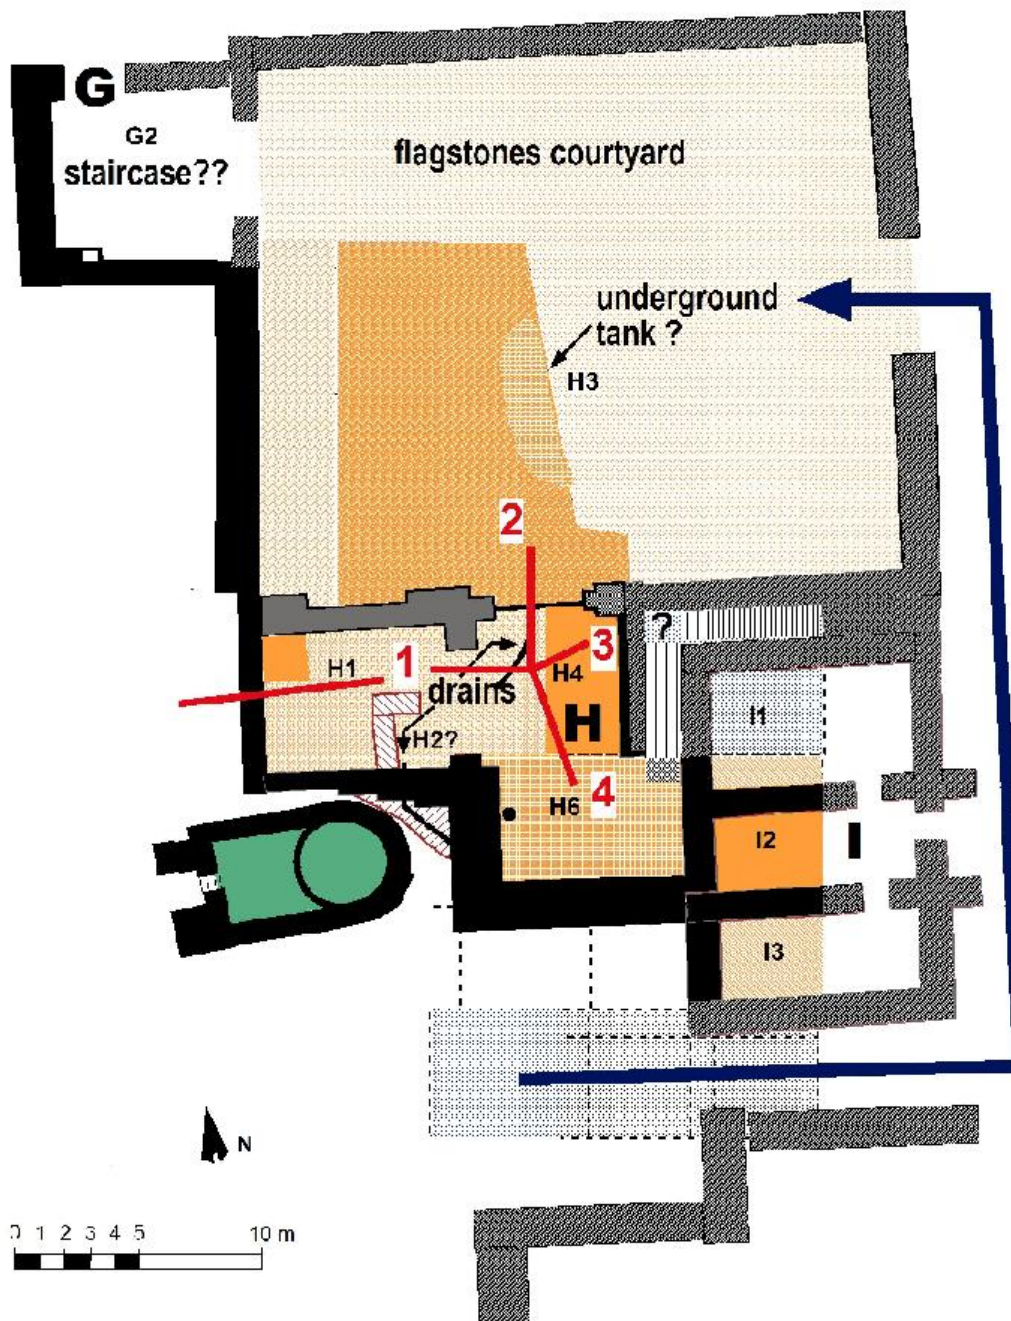 G
G2
staircase??
flagstones courtyard
underground
tank ?
H3
2
?
1
H1
3
H4
drains
H
I1
H2?
4
H6
I2
I3
N
0 1 2 3 4 5 10 m